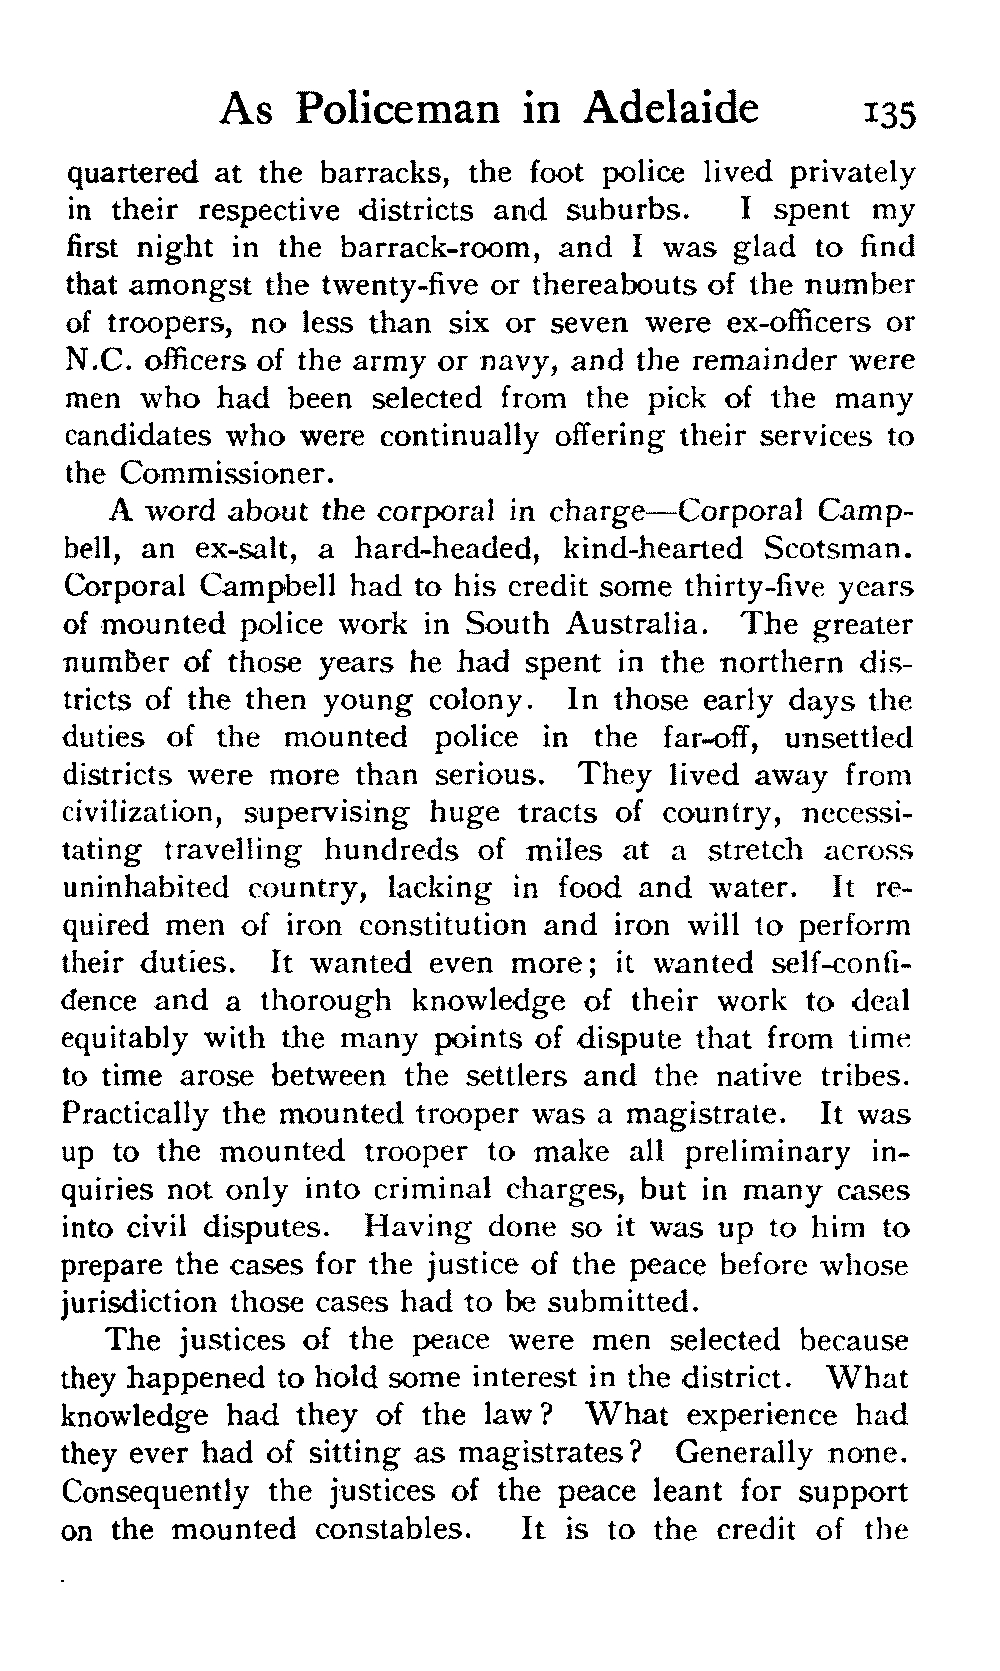 As Policeman in Adelaide 135
quartered at the barracks, the foot police lived privately
in their respective districts and suburbs. I spent my
first night in the barrack-room, and I was glad to find
that amongst the twenty-five or thereabouts of the number
of troopers, no less than six or seven were ex-officers or
N.C. officers of the army or navy, and the remainder were
men who had been selected from the pick of the many
candidates who were continually offering their services to
the Commissioner.
A word about the corporal in charge—Corporal Camp-
bell, an ex-salt, a hard-headed, kind-hearted Scotsman.
Corporal Campbell had to his credit some thirty-five years
of mounted police work in South Australia. The greater
number of those years he had spent in the northern dis-
tricts of the then young colony. In those early days the
duties of the mounted police in the far-off, unsettled
districts were more than serious. They lived away from
civilization, supervising huge tracts of country, necessi-
tating travelling hundreds of miles at a stretch across
uninhabited country, lacking in food and water. It re-
quired men of iron constitution and iron will to perform
their duties. It wanted even more; it wanted self-confi-
dence and a thorough knowledge of their work to deal
equitably with the many points of dispute that from time
to time arose between the settlers and the native tribes.
Practically the mounted trooper was a magistrate. It was
up to the mounted trooper to make all preliminary in-
quiries not only into criminal charges, but in many cases
into civil disputes. Having done so it was up to him to
prepare the cases for the justice of the peace before whose
jurisdiction those cases had to be submitted.
The justices of the peace were men selected because
they happened to hold some interest in the district. What
knowledge had they of the law? What experience had
they ever had of sitting as magistrates? Generally none.
Consequently the justices of the peace leant for support
on the mounted constables. It is to the credit of the